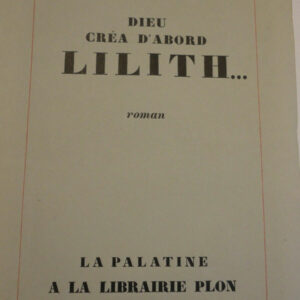 DIEU
CRÉA D'ABORD
LILITH...
roman
LA PALATINE
A LA LIBRAIRIE PLON